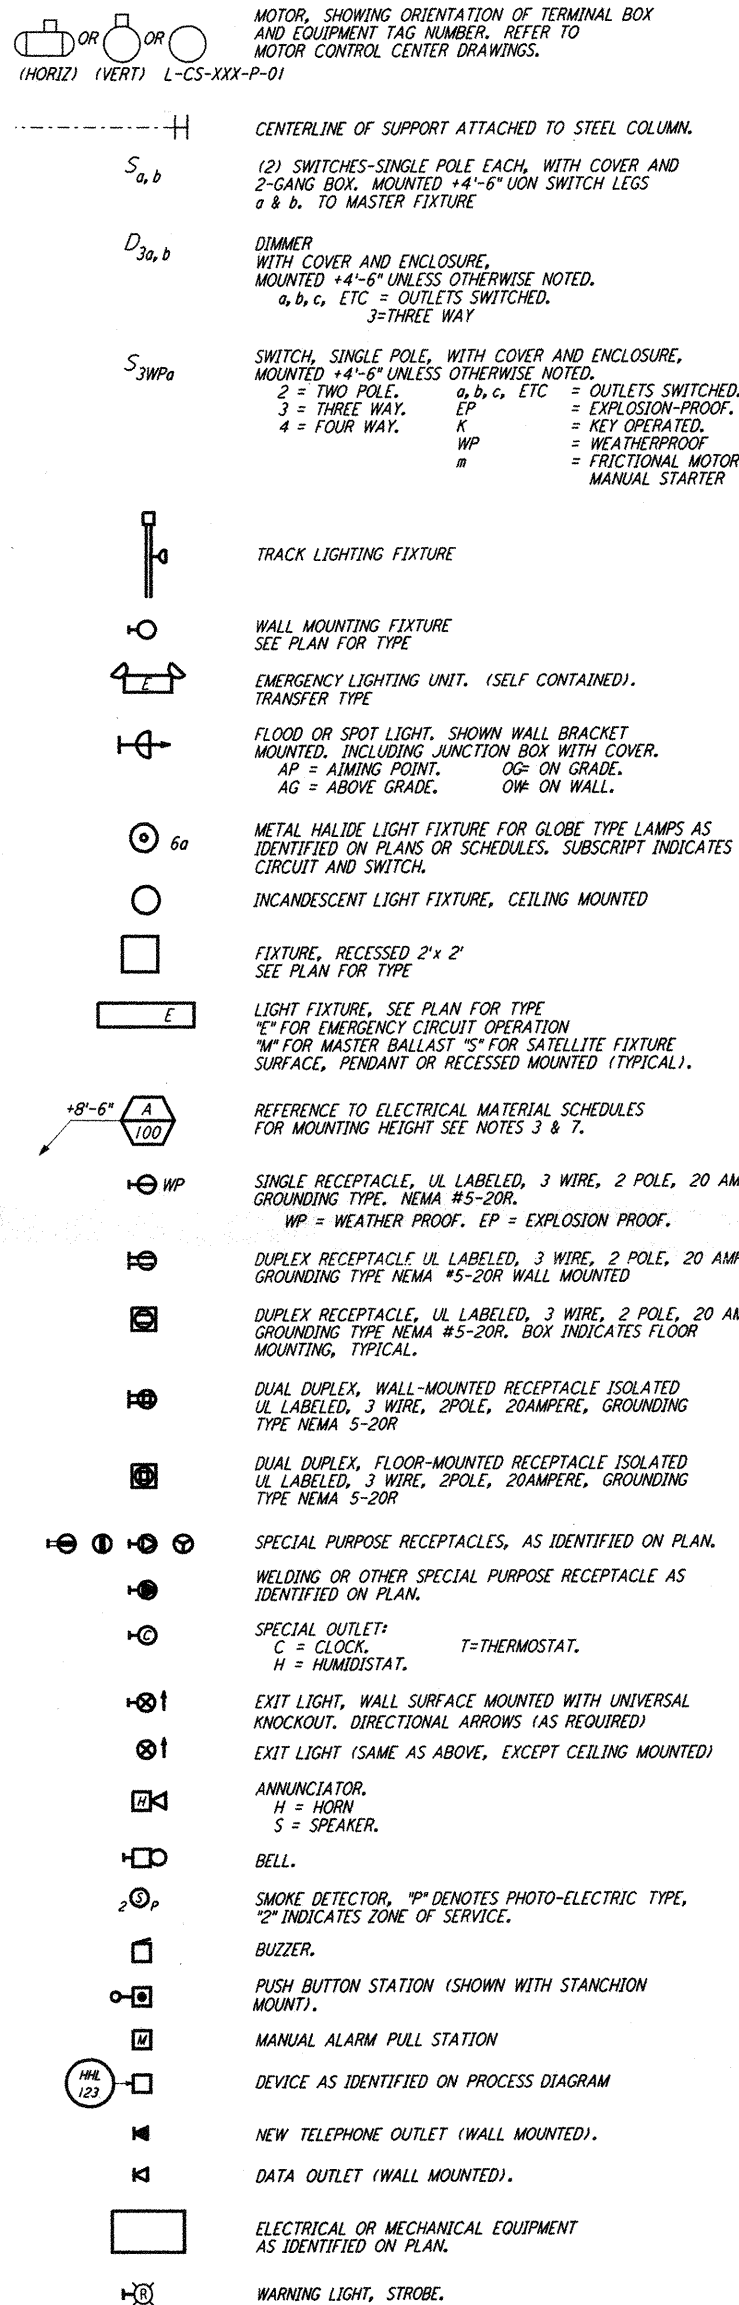 MOTOR, SHOWING ORIENTATION OF TERMINAL BOX
AND EQUIPMENT TAG NUMBER. REFER TO
MOTOR CONTROL CENTER DRAWINGS.
OR OR
(HORIZ) (VERT) L-CS-XXX-P-01
CENTERLINE OF SUPPORT ATTACHED TO STEEL COLUMN.
Sa, b
(2) SWITCHES-SINGLE POLE EACH, WITH COVER AND
2-GANG BOX. MOUNTED +4'-6" UON SWITCH LEGS
a & b. TO MASTER FIXTURE
D3a, b
DIMMER
WITH COVER AND ENCLOSURE,
MOUNTED +4'-6" UNLESS OTHERWISE NOTED.
a, b, c, ETC = OUTLETS SWITCHED.
3=THREE WAY
S3WPa
SWITCH, SINGLE POLE, WITH COVER AND ENCLOSURE,
MOUNTED +4'-6" UNLESS OTHERWISE NOTED.
2 = TWO POLE. a, b, c, ETC = OUTLETS SWITCHED.
3 = THREE WAY. EP = EXPLOSION-PROOF.
4 = FOUR WAY. K = KEY OPERATED.
WP = WEATHERPROOF
m = FRICTIONAL MOTOR
MANUAL STARTER
TRACK LIGHTING FIXTURE
WALL MOUNTING FIXTURE
SEE PLAN FOR TYPE
E
EMERGENCY LIGHTING UNIT. (SELF CONTAINED).
TRANSFER TYPE
FLOOD OR SPOT LIGHT. SHOWN WALL BRACKET
MOUNTED. INCLUDING JUNCTION BOX WITH COVER.
AP = AIMING POINT. OG= ON GRADE.
AG = ABOVE GRADE. OW= ON WALL.
6a
METAL HALIDE LIGHT FIXTURE FOR GLOBE TYPE LAMPS AS
IDENTIFIED ON PLANS OR SCHEDULES. SUBSCRIPT INDICATES
CIRCUIT AND SWITCH.
INCANDESCENT LIGHT FIXTURE, CEILING MOUNTED
FIXTURE, RECESSED 2'x 2'
SEE PLAN FOR TYPE
E
LIGHT FIXTURE, SEE PLAN FOR TYPE
"E" FOR EMERGENCY CIRCUIT OPERATION
"M" FOR MASTER BALLAST "S" FOR SATELLITE FIXTURE
SURFACE, PENDANT OR RECESSED MOUNTED (TYPICAL).
+8'-6" A
100
REFERENCE TO ELECTRICAL MATERIAL SCHEDULES
FOR MOUNTING HEIGHT SEE NOTES 3 & 7.
WP
SINGLE RECEPTACLE, UL LABELED, 3 WIRE, 2 POLE, 20 AM
GROUNDING TYPE. NEMA #5-20R.
WP = WEATHER PROOF. EP = EXPLOSION PROOF.
DUPLEX RECEPTACLE UL LABELED, 3 WIRE, 2 POLE, 20 AMP
GROUNDING TYPE NEMA #5-20R WALL MOUNTED
DUPLEX RECEPTACLE, UL LABELED, 3 WIRE, 2 POLE, 20 AM
GROUNDING TYPE NEMA #5-20R. BOX INDICATES FLOOR
MOUNTING, TYPICAL.
DUAL DUPLEX, WALL-MOUNTED RECEPTACLE ISOLATED
UL LABELED, 3 WIRE, 2POLE, 20AMPERE, GROUNDING
TYPE NEMA 5-20R
DUAL DUPLEX, FLOOR-MOUNTED RECEPTACLE ISOLATED
UL LABELED, 3 WIRE, 2POLE, 20AMPERE, GROUNDING
TYPE NEMA 5-20R
SPECIAL PURPOSE RECEPTACLES, AS IDENTIFIED ON PLAN.
WELDING OR OTHER SPECIAL PURPOSE RECEPTACLE AS
IDENTIFIED ON PLAN.
C
SPECIAL OUTLET:
C = CLOCK. T=THERMOSTAT.
H = HUMIDISTAT.
EXIT LIGHT, WALL SURFACE MOUNTED WITH UNIVERSAL
KNOCKOUT. DIRECTIONAL ARROWS (AS REQUIRED)
EXIT LIGHT (SAME AS ABOVE, EXCEPT CEILING MOUNTED)
H
ANNUNCIATOR.
H = HORN
S = SPEAKER.
BELL.
2 S P
SMOKE DETECTOR, "P" DENOTES PHOTO-ELECTRIC TYPE,
"2" INDICATES ZONE OF SERVICE.
BUZZER.
PUSH BUTTON STATION (SHOWN WITH STANCHION
MOUNT).
M
MANUAL ALARM PULL STATION
HHL
123
DEVICE AS IDENTIFIED ON PROCESS DIAGRAM
NEW TELEPHONE OUTLET (WALL MOUNTED).
DATA OUTLET (WALL MOUNTED).
ELECTRICAL OR MECHANICAL EQUIPMENT
AS IDENTIFIED ON PLAN.
R
WARNING LIGHT, STROBE.